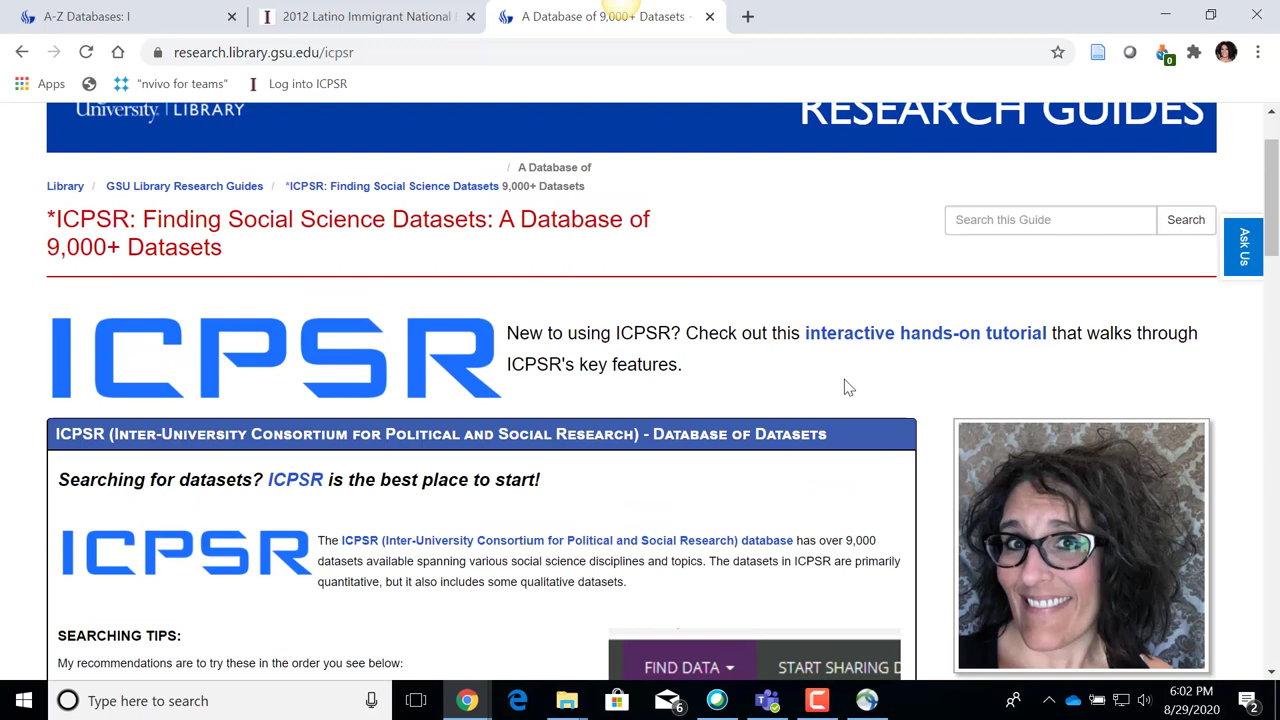 A-Z Databases: I
2012 Latino Immigrant National
A Database of 9,000+ Datasets -
research.library.gsu.edu/icpsr
0
Apps
"nvivo for teams"
Log into ICPSR
University | LIBRARY
RESEARCH GUIDES
Library / GSU Library Research Guides / *ICPSR: Finding Social Science Datasets / A Database of 9,000+ Datasets
*ICPSR: Finding Social Science Datasets: A Database of
9,000+ Datasets
Search this Guide
Search
Ask Us
ICPSR
New to using ICPSR? Check out this interactive hands-on tutorial that walks through
ICPSR's key features.
ICPSR (Inter-University Consortium for Political and Social Research) - Database of Datasets
Searching for datasets? ICPSR is the best place to start!
ICPSR
The ICPSR (Inter-University Consortium for Political and Social Research) database has over 9,000
datasets available spanning various social science disciplines and topics. The datasets in ICPSR are primarily
quantitative, but it also includes some qualitative datasets.
SEARCHING TIPS:
My recommendations are to try these in the order you see below:
FIND DATA
START SHARING D
Type here to search
6
6:02 PM
8/29/2020
2